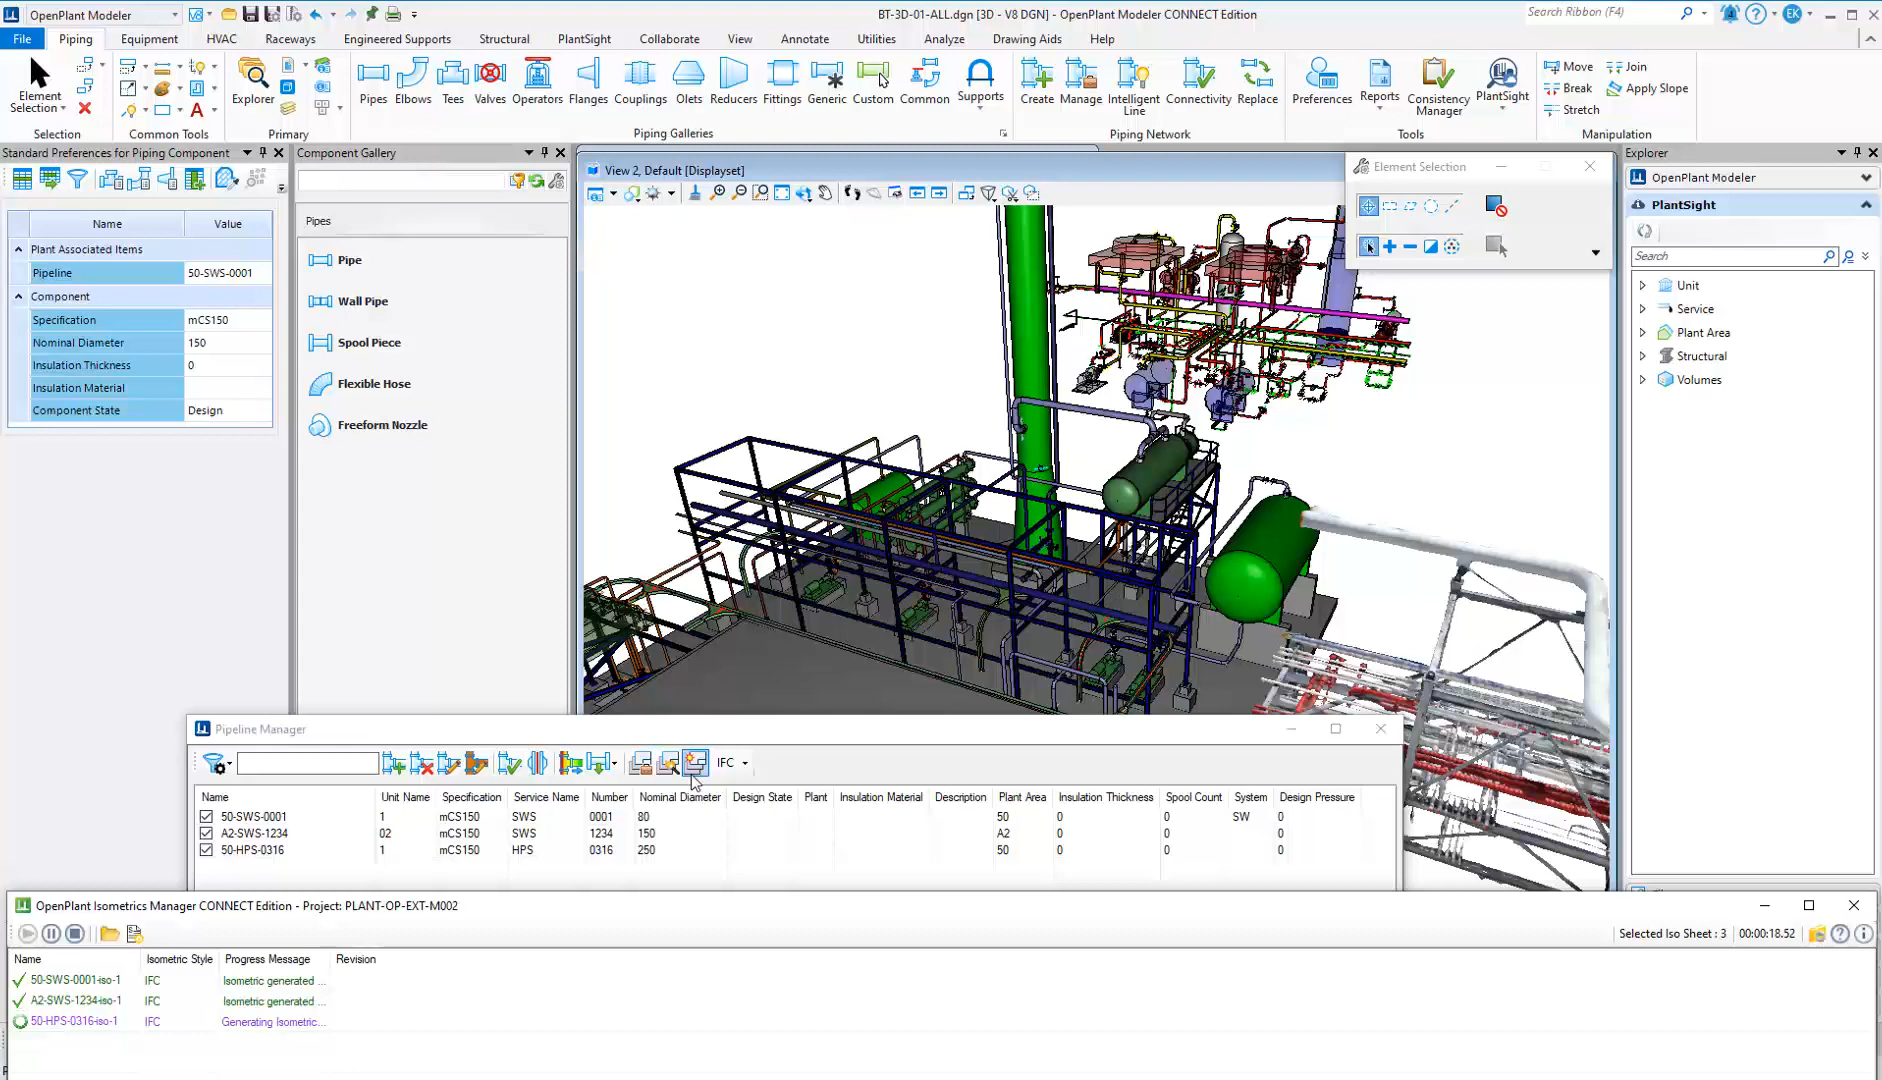 OpenPlant Modeler
BT-3D-01-ALL.dgn [3D - V8 DGN] - OpenPlant Modeler CONNECT Edition
Search Ribbon (F4)
EK
File Piping Equipment HVAC Raceways Engineered Supports Structural PlantSight Collaborate View Annotate Utilities Analyze Drawing Aids Help
Element
Selection
Explorer
Pipes Elbows Tees Valves Operators Flanges Couplings Olets Reducers Fittings Generic Custom Common Supports
Create Manage Intelligent
Line
Connectivity Replace
Preferences Reports Consistency
Manager
PlantSight
Move Join
Break Apply Slope
Stretch
Selection Common Tools Primary Piping Galleries Piping Network Tools Manipulation
Standard Preferences for Piping Component
Name Value
Plant Associated Items
Pipeline 50-SWS-0001
Component
Specification mCS150
Nominal Diameter 150
Insulation Thickness 0
Insulation Material
Component State Design
Component Gallery
Pipes
Pipe
Wall Pipe
Spool Piece
Flexible Hose
Freeform Nozzle
View 2, Default [Displayset]
Element Selection
Explorer
OpenPlant Modeler
PlantSight
Search
Unit
Service
Plant Area
Structural
Volumes
Pipeline Manager
IFC
Name Unit Name Specification Service Name Number Nominal Diameter Design State Plant Insulation Material Description Plant Area Insulation Thickness Spool Count System Design Pressure
50-SWS-0001 1 mCS150 SWS 0001 80 50 0 0 SW 0
A2-SWS-1234 02 mCS150 SWS 1234 150 A2 0 0 0
50-HPS-0316 1 mCS150 HPS 0316 250 50 0 0 0
OpenPlant Isometrics Manager CONNECT Edition - Project: PLANT-OP-EXT-M002
Selected Iso Sheet : 3 00:00:18.52
Name Isometric Style Progress Message Revision
50-SWS-0001-iso-1 IFC Isometric generated ...
A2-SWS-1234-iso-1 IFC Isometric generated ...
50-HPS-0316-iso-1 IFC Generating Isometric...